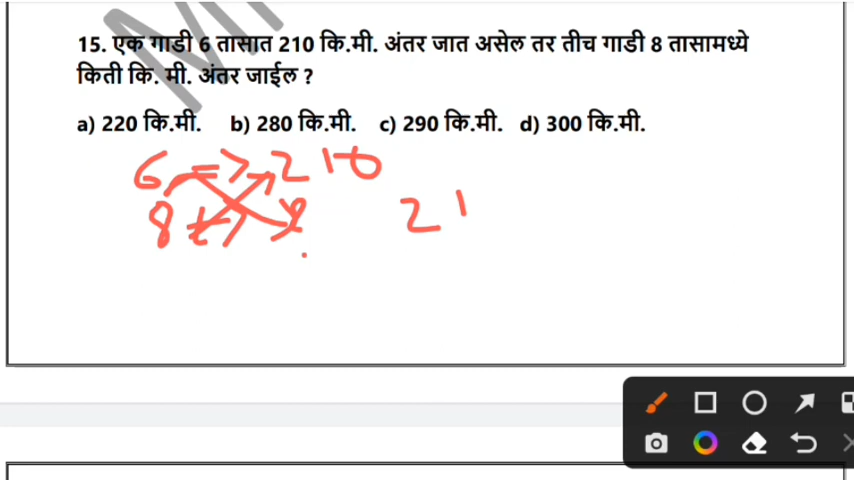 15. एक गाडी 6 तासात 210 कि.मी. अंतर जात असेल तर तीच गाडी 8 तासामध्ये
किती कि. मी. अंतर जाईल ?
a) 220 कि.मी. b) 280 कि.मी. c) 290 कि.मी. d) 300 कि.मी.
6 => 210
8 => ?
21